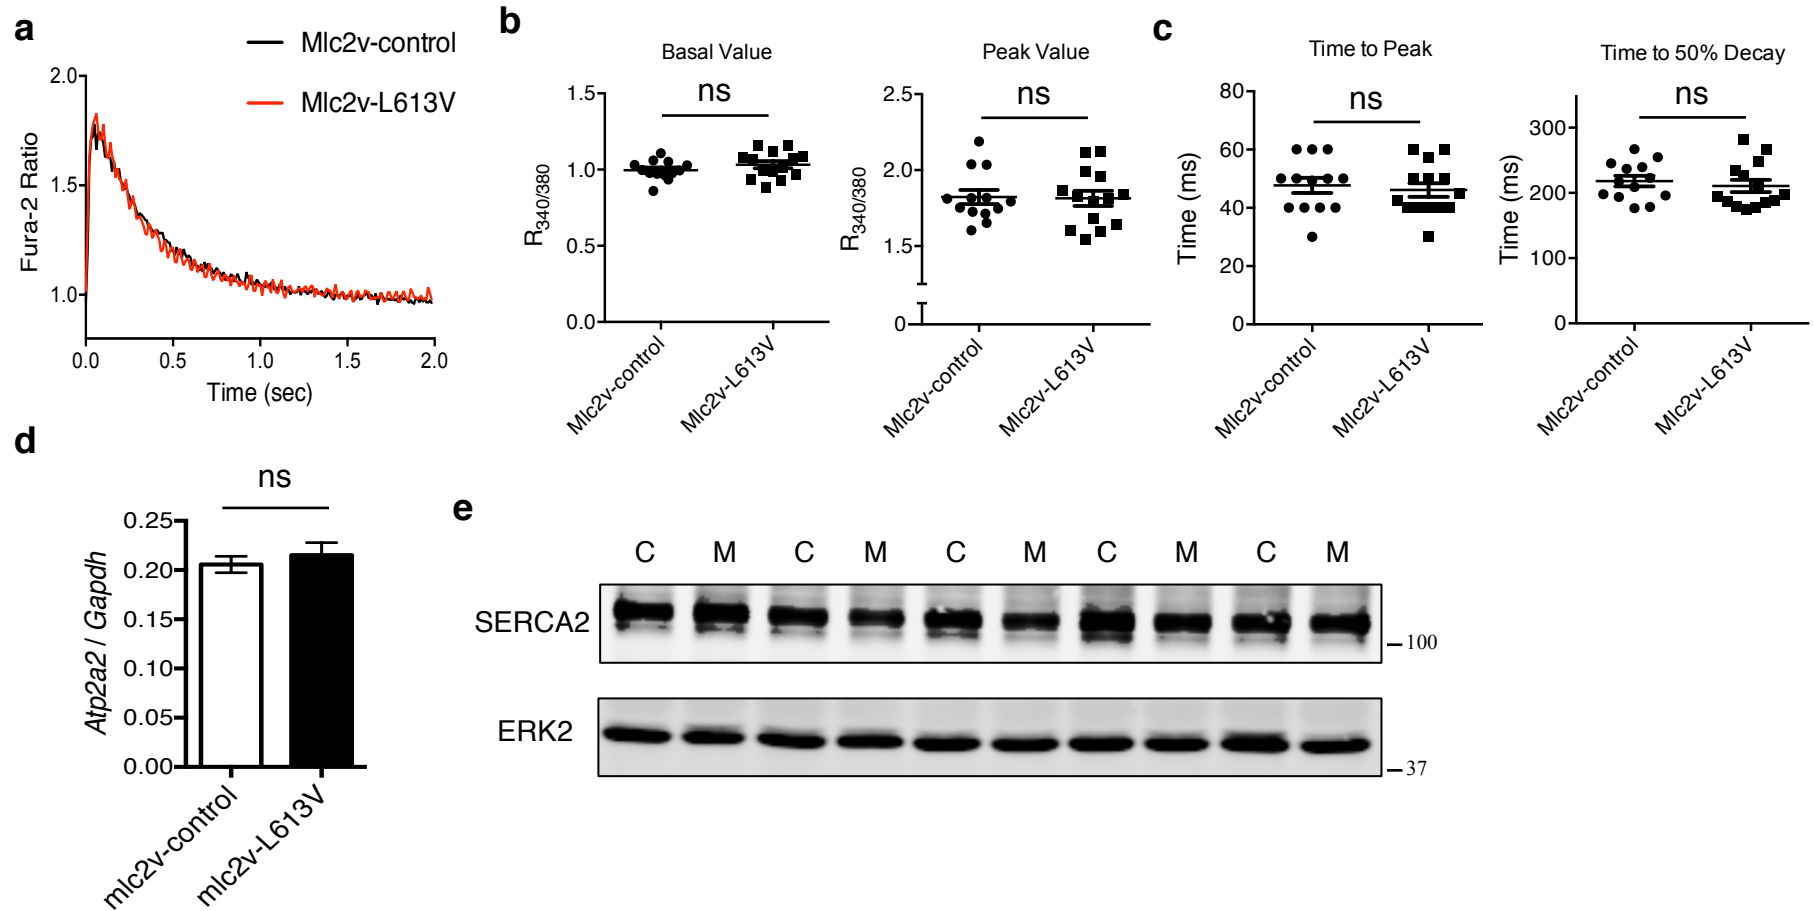 a
Mlc2v-control
Mlc2v-L613V
2.0
1.5
1.0
Fura-2 Ratio
0.0 0.5 1.0 1.5 2.0
Time (sec)
b
Basal Value
ns
1.5
1.0
0.5
0.0
R340/380
Mlc2v-control
Mlc2v-L613V
Peak Value
ns
2.5
2.0
1.5
0
R340/380
Mlc2v-control
Mlc2v-L613V
c
Time to Peak
ns
80
60
40
20
0
Time (ms)
Mlc2v-control
Mlc2v-L613V
Time to 50% Decay
ns
300
200
100
0
Time (ms)
Mlc2v-control
Mlc2v-L613V
d
ns
0.25
0.20
0.15
0.10
0.05
0.00
Atp2a2 / Gapdh
mlc2v-control
mlc2v-L613V
e
C M C M C M C M C M
SERCA2
100
ERK2
37